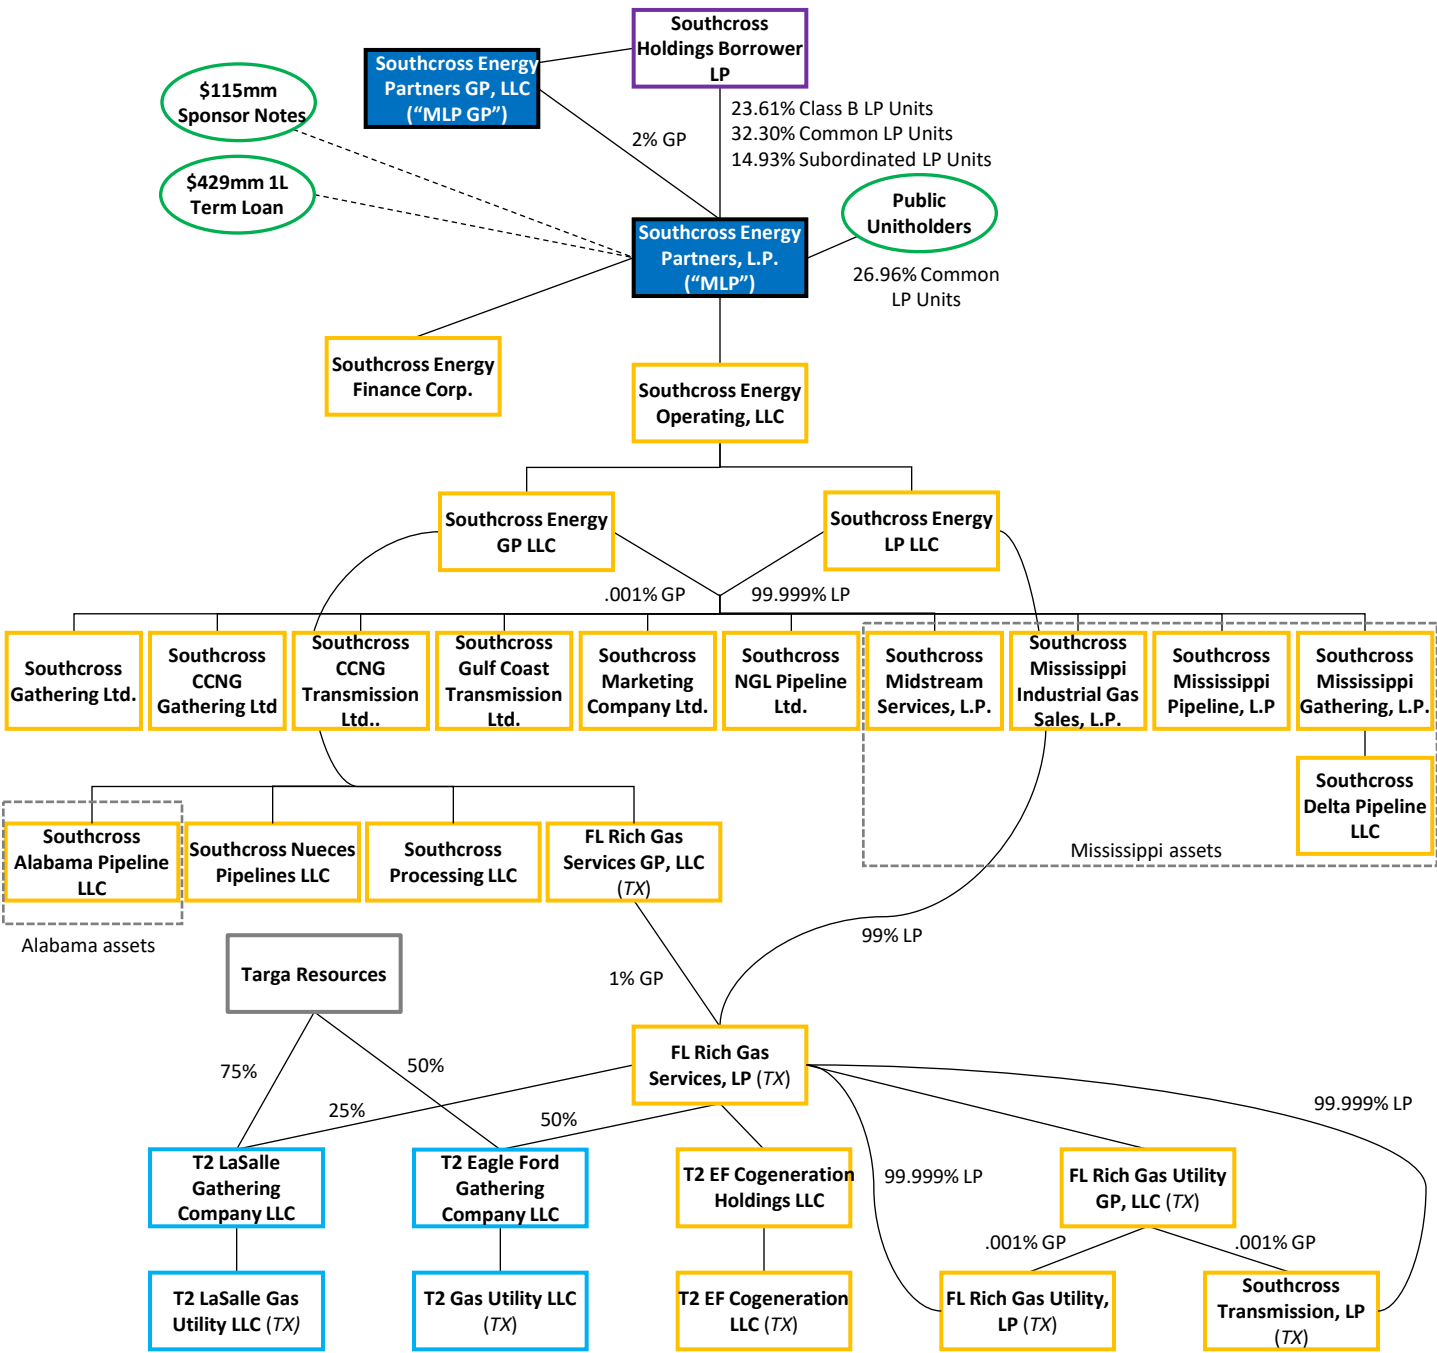 Southcross
Holdings Borrower
LP
Southcross Energy
Partners GP, LLC
(“MLP GP”)
$115mm
Sponsor Notes
23.61% Class B LP Units
32.30% Common LP Units
14.93% Subordinated LP Units
2% GP
$429mm 1L
Term Loan
Public
Unitholders
Southcross Energy
Partners, L.P.
(“MLP”)
26.96% Common
LP Units
Southcross Energy
Finance Corp.
Southcross Energy
Operating, LLC
Southcross Energy
GP LLC
Southcross Energy
LP LLC
.001% GP
99.999% LP
Southcross
Gathering Ltd.
Southcross
CCNG
Gathering Ltd
Southcross
CCNG
Transmission
Ltd..
Southcross
Gulf Coast
Transmission
Ltd.
Southcross
Marketing
Company Ltd.
Southcross
NGL Pipeline
Ltd.
Southcross
Midstream
Services, L.P.
Southcross
Mississippi
Industrial Gas
Sales, L.P.
Southcross
Mississippi
Pipeline, L.P
Southcross
Mississippi
Gathering, L.P.
Southcross
Delta Pipeline
LLC
Mississippi assets
Southcross
Alabama Pipeline
LLC
Southcross Nueces
Pipelines LLC
Southcross
Processing LLC
FL Rich Gas
Services GP, LLC
(TX)
Alabama assets
99% LP
Targa Resources
1% GP
FL Rich Gas
Services, LP (TX)
75%
50%
25%
50%
99.999% LP
T2 LaSalle
Gathering
Company LLC
T2 Eagle Ford
Gathering
Company LLC
T2 EF Cogeneration
Holdings LLC
99.999% LP
FL Rich Gas Utility
GP, LLC (TX)
.001% GP
.001% GP
T2 LaSalle Gas
Utility LLC (TX)
T2 Gas Utility LLC
(TX)
T2 EF Cogeneration
LLC (TX)
FL Rich Gas Utility,
LP (TX)
Southcross
Transmission, LP
(TX)